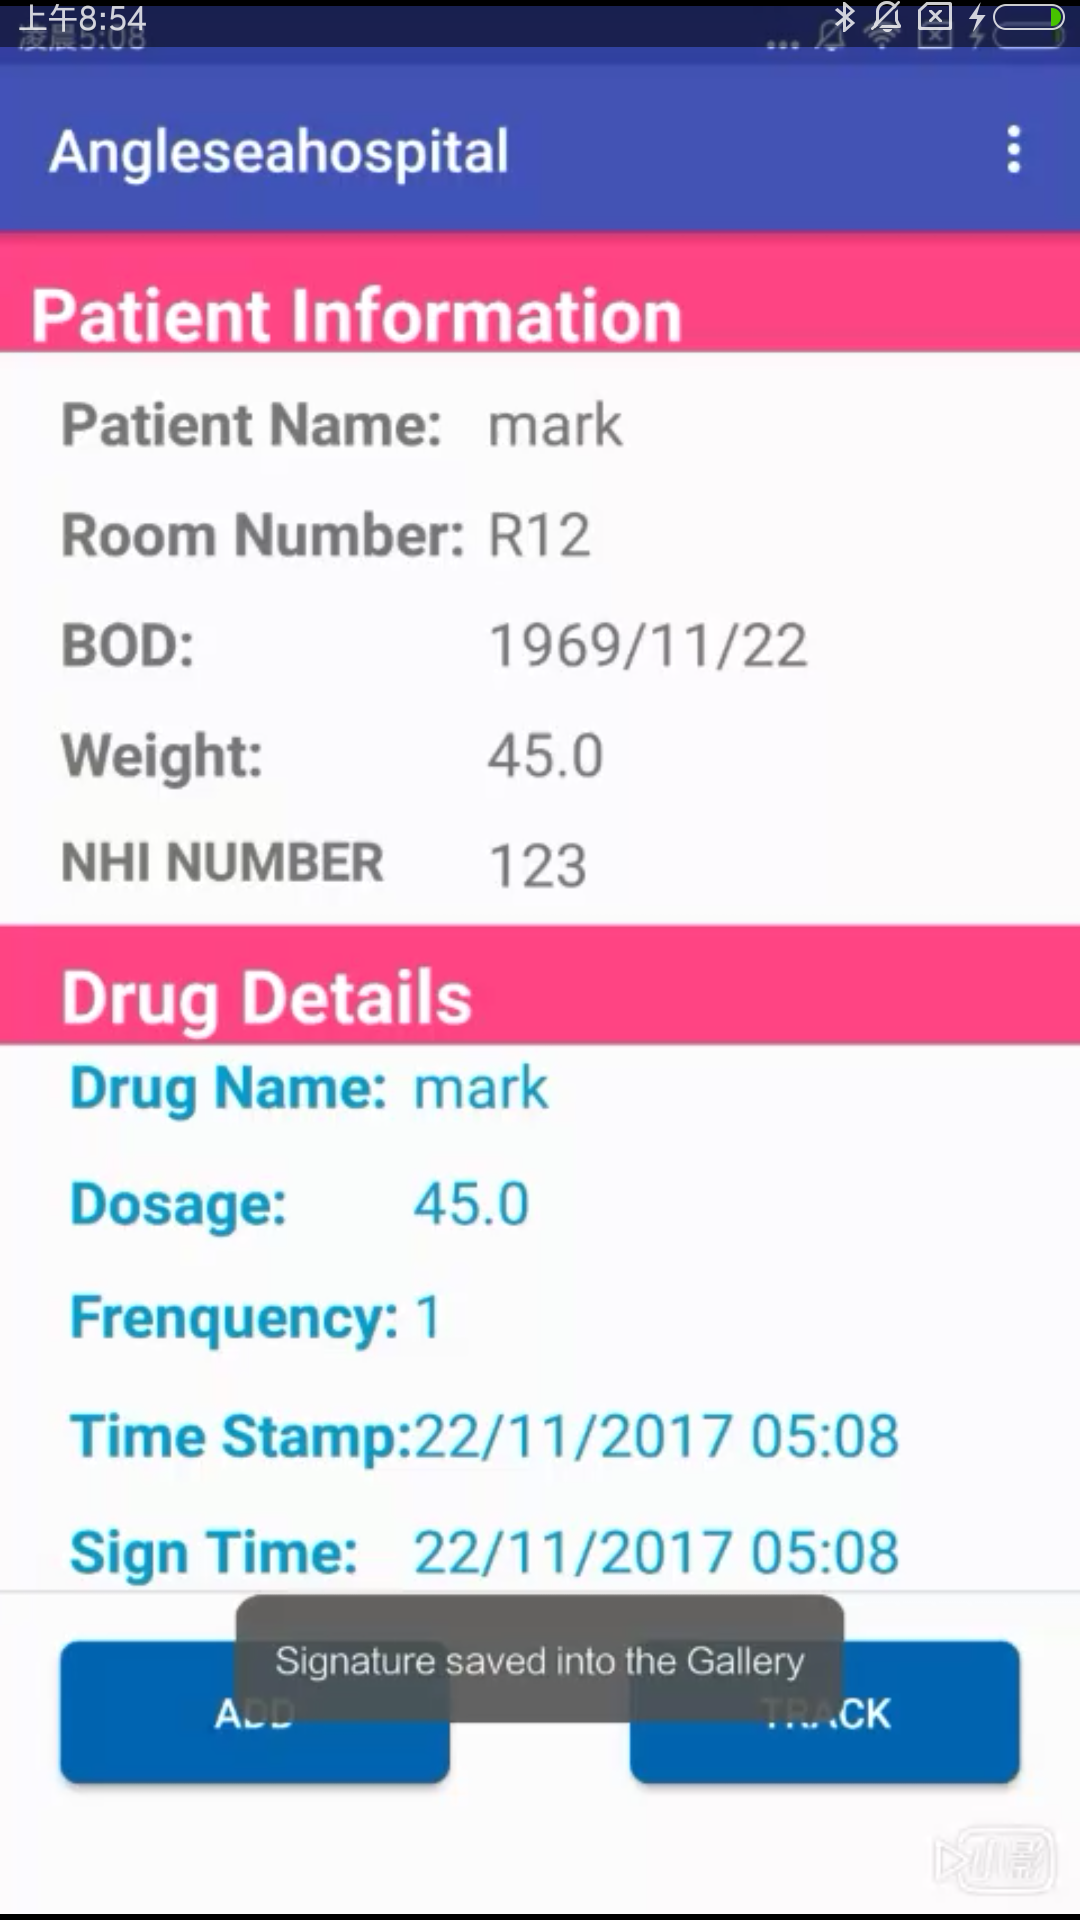 上午8:54
凌晨5:08
Angleseahospital
Patient Information
Patient Name: mark
Room Number: R12
BOD: 1969/11/22
Weight: 45.0
NHI NUMBER 123
Drug Details
Drug Name: mark
Dosage: 45.0
Frenquency: 1
Time Stamp:22/11/2017 05:08
Sign Time: 22/11/2017 05:08
Signature saved into the Gallery
ADD TRACK
小影